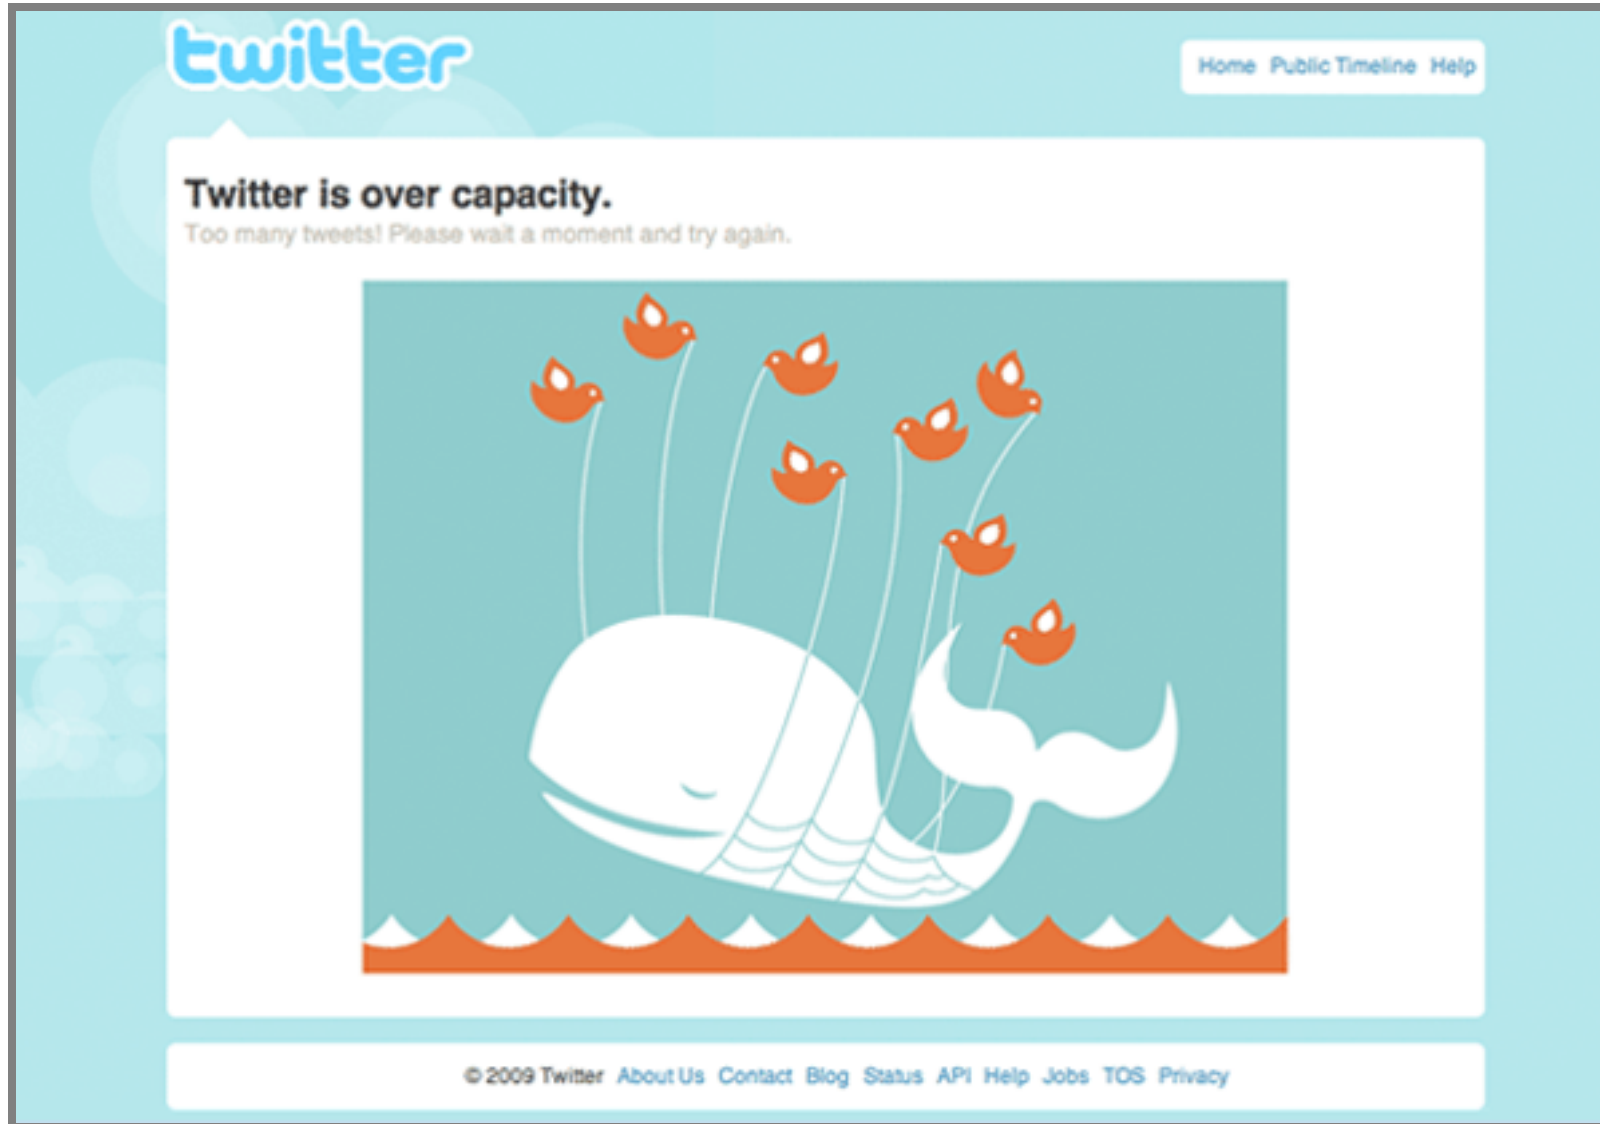 twitter
Home Public Timeline Help
Twitter is over capacity.
Too many tweets! Please wait a moment and try again.
© 2009 Twitter About Us Contact Blog Status API Help Jobs TOS Privacy